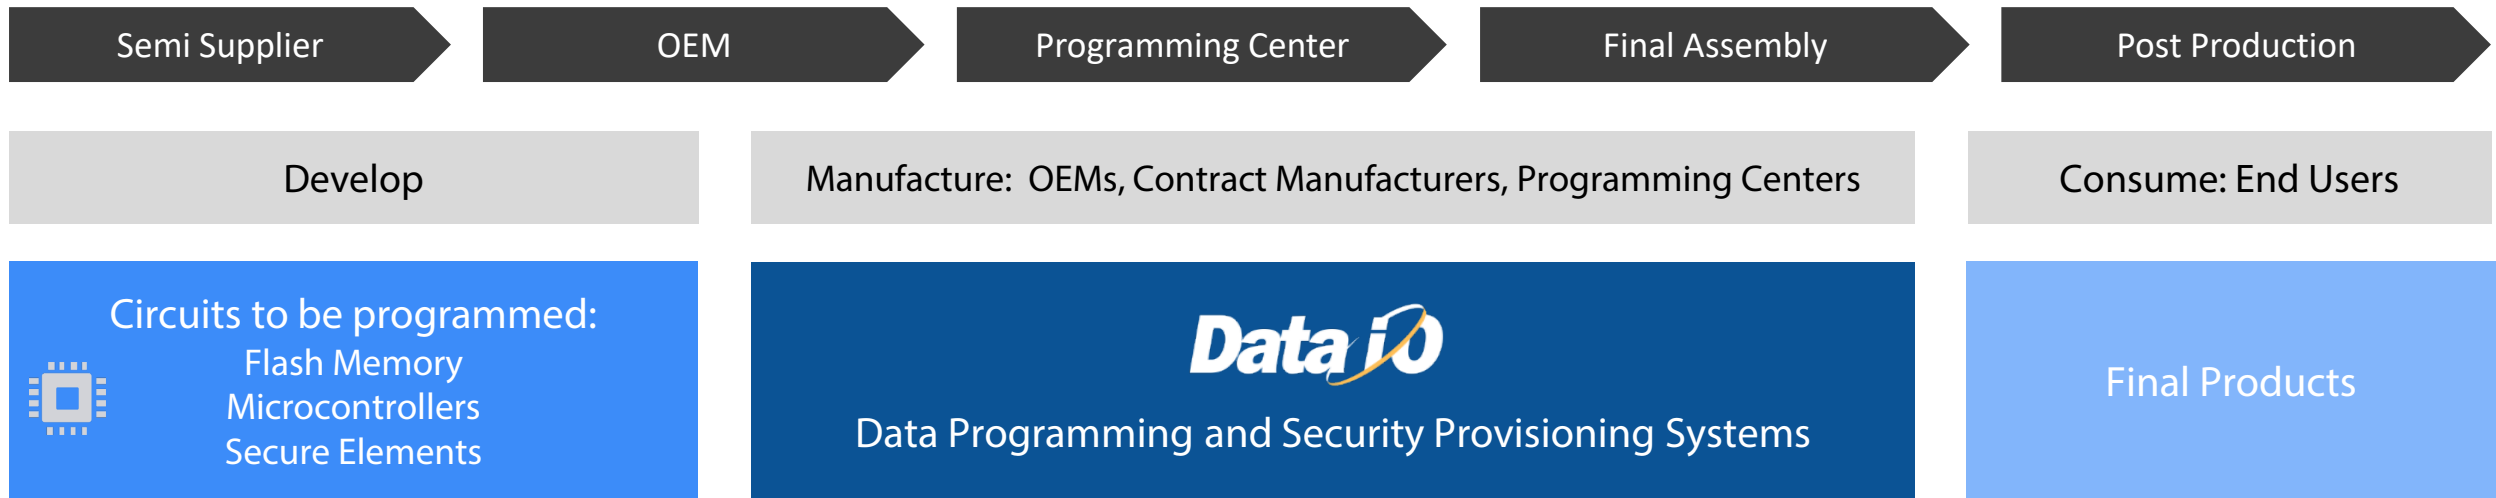 Semi Supplier
OEM
Programming Center
Final Assembly
Post Production
Develop
Manufacture:  OEMs, Contract Manufacturers, Programming Centers
Consume: End Users
Circuits to be programmed:
Flash Memory
Microcontrollers
Secure Elements
Data iO
Data Programming and Security Provisioning Systems
Final Products